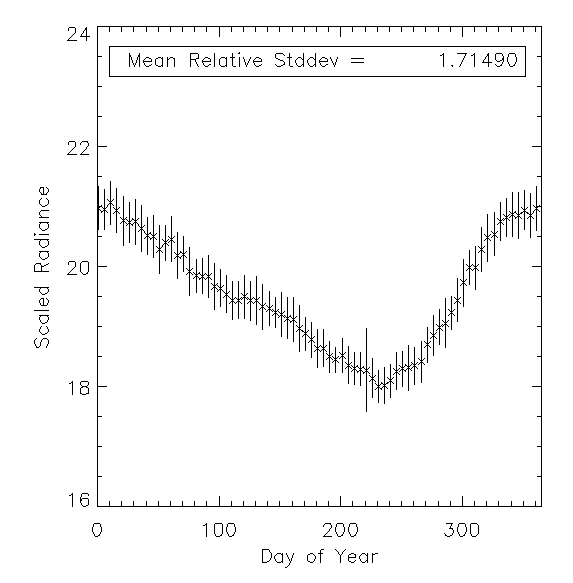 24
Mean Relative Stddev = 1.71490
22
20
18
16
Scaled Radiance
0 100 200 300
Day of Year